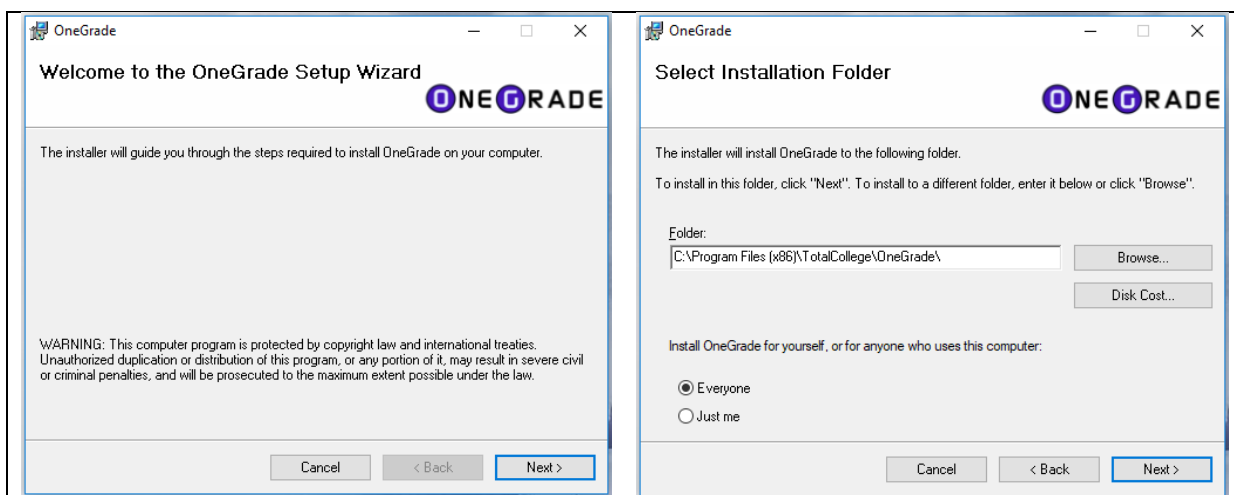 OneGrade
Welcome to the OneGrade Setup Wizard
ONEGRADE
The installer will guide you through the steps required to install OneGrade on your computer.
WARNING: This computer program is protected by copyright law and international treaties.
Unauthorized duplication or distribution of this program, or any portion of it, may result in severe civil
or criminal penalties, and will be prosecuted to the maximum extent possible under the law.
Cancel
< Back
Next >
OneGrade
Select Installation Folder
ONEGRADE
The installer will install OneGrade to the following folder.
To install in this folder, click "Next". To install to a different folder, enter it below or click "Browse".
Folder:
C:\Program Files (x86)\TotalCollege\OneGrade\
Browse...
Disk Cost...
Install OneGrade for yourself, or for anyone who uses this computer:
Everyone
Just me
Cancel
< Back
Next >